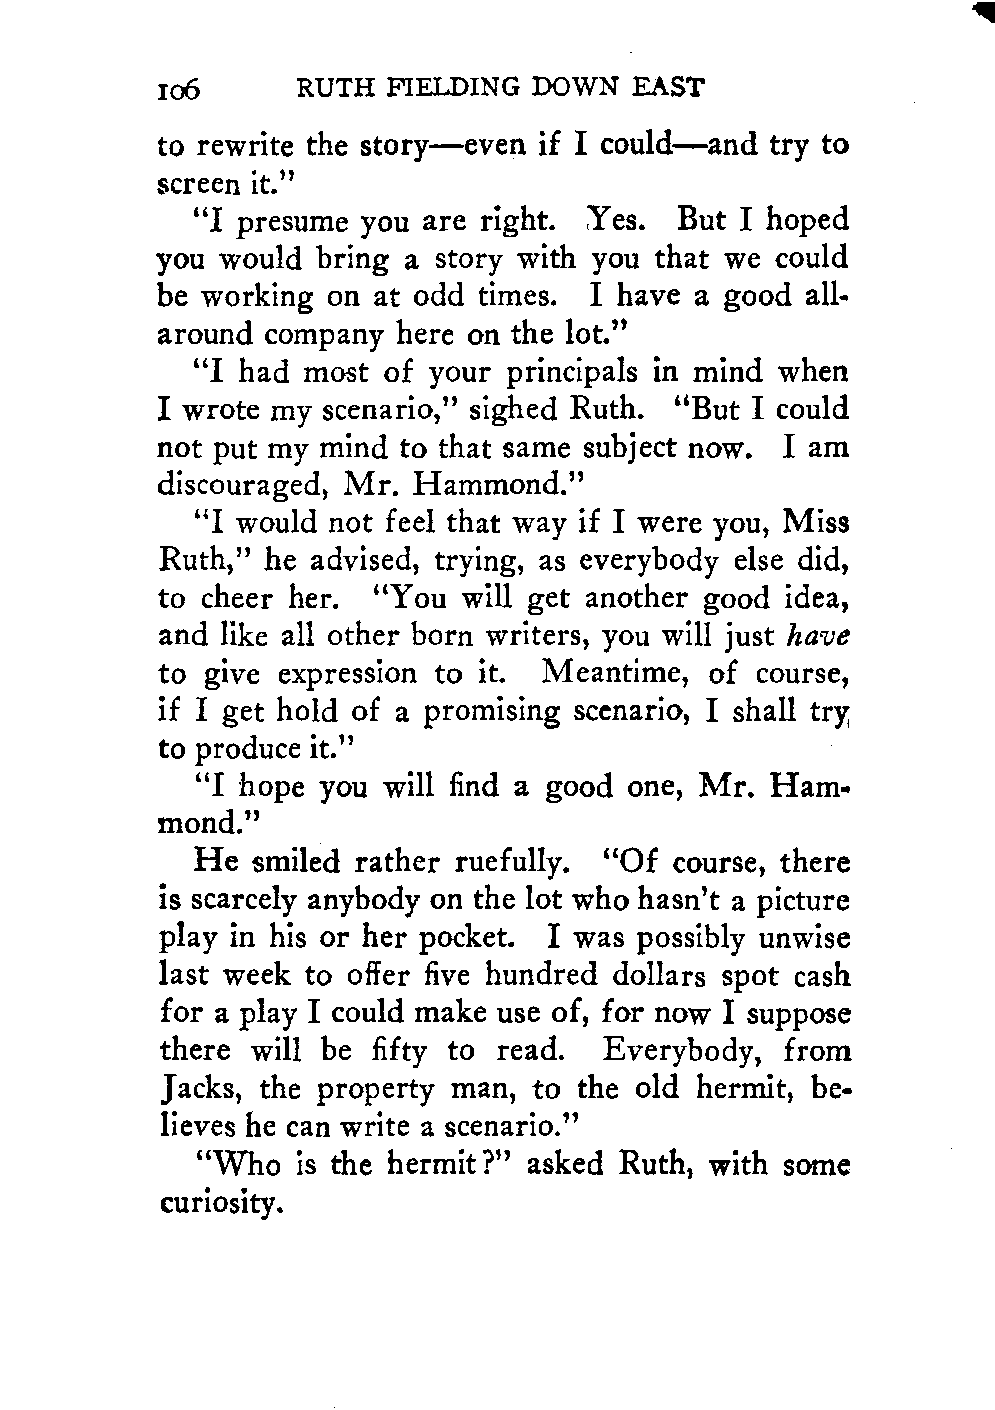 106 RUTH FIELDING DOWN EAST
to rewrite the story—even if I could—and try to
screen it."
"I presume you are right. Yes. But I hoped
you would bring a story with you that we could
be working on at odd times. I have a good all-
around company here on the lot."
"I had most of your principals in mind when
I wrote my scenario," sighed Ruth. "But I could
not put my mind to that same subject now. I am
discouraged, Mr. Hammond."
"I would not feel that way if I were you, Miss
Ruth," he advised, trying, as everybody else did,
to cheer her. "You will get another good idea,
and like all other born writers, you will just have
to give expression to it. Meantime, of course,
if I get hold of a promising scenario, I shall try
to produce it."
"I hope you will find a good one, Mr. Ham-
mond."
He smiled rather ruefully. "Of course, there
is scarcely anybody on the lot who hasn't a picture
play in his or her pocket. I was possibly unwise
last week to offer five hundred dollars spot cash
for a play I could make use of, for now I suppose
there will be fifty to read. Everybody, from
Jacks, the property man, to the old hermit, be-
lieves he can write a scenario."
"Who is the hermit?" asked Ruth, with some
curiosity.